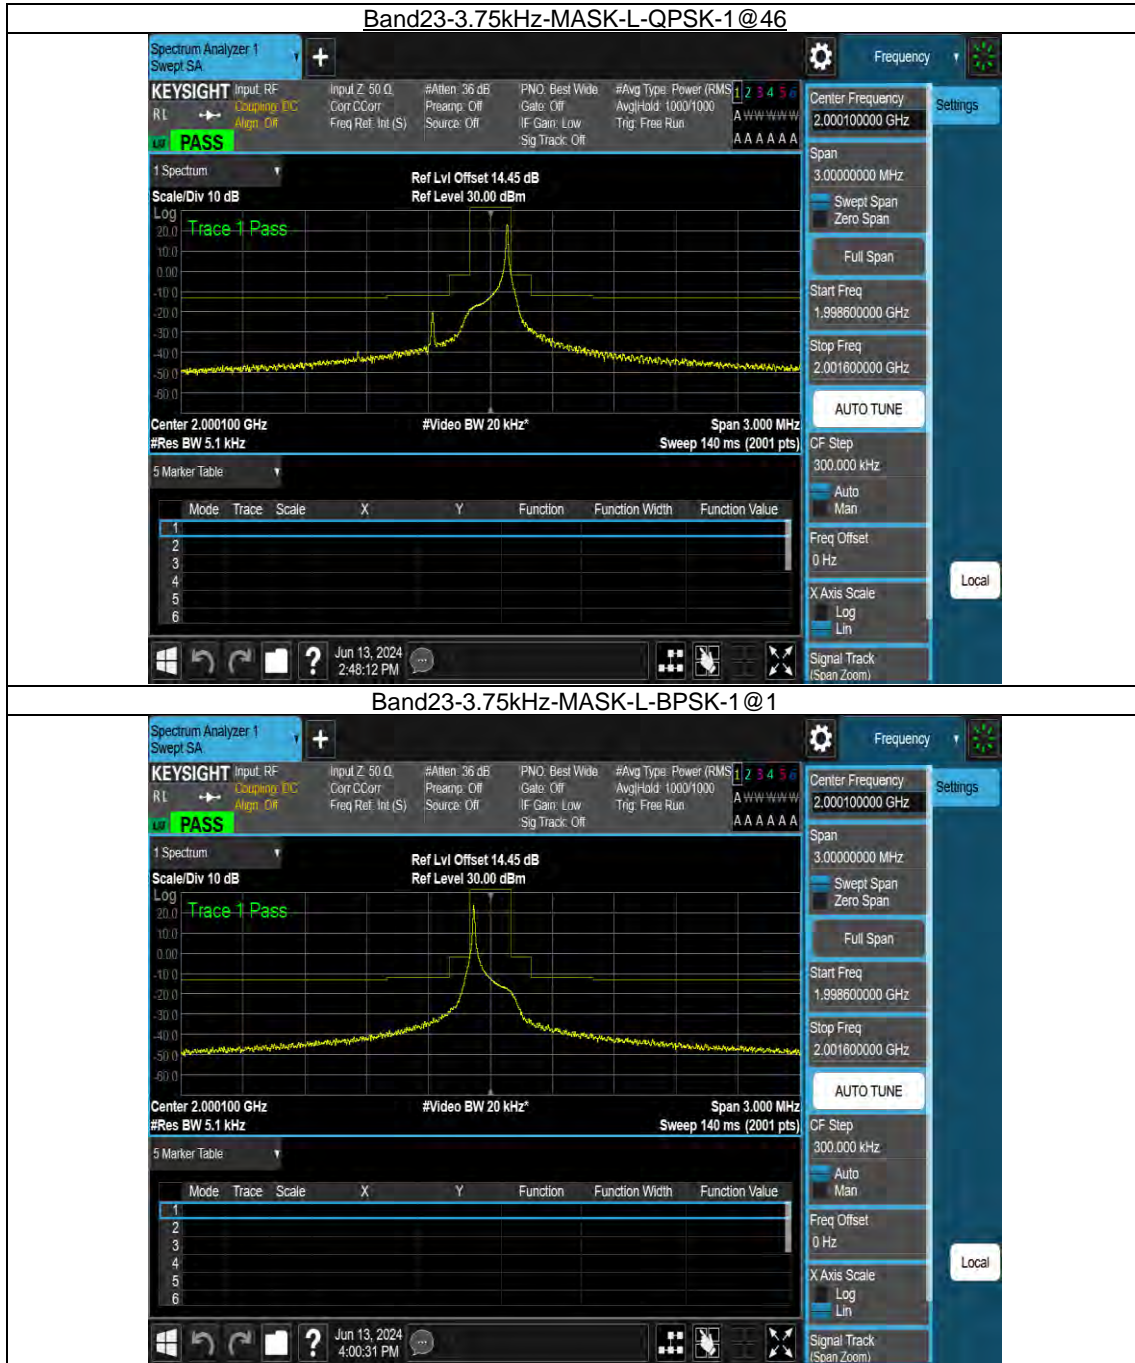 Band23-3.75kHz-MASK-L-QPSK-1@46
Spectrum Analyzer 1
Swept SA
+
Frequency
KEYSIGHT
RL
PASS
Input: RF
Coupling: DC
Align: Off
Input Z: 50 Ω
Corr CCorr
Freq Ref: Int (S)
#Atten: 36 dB
Preamp: Off
Source: Off
PNO: Best Wide
Gate: Off
IF Gain: Low
Sig Track: Off
#Avg Type: Power (RMS
Avg|Hold: 1000/1000
Trig: Free Run
1 2 3 4 5 6
A W W W W W
A A A A A A
Center Frequency
2.000100000 GHz
Settings
Span
3.00000000 MHz
Swept Span
Zero Span
Full Span
Start Freq
1.998600000 GHz
Stop Freq
2.001600000 GHz
AUTO TUNE
CF Step
300.000 kHz
Auto
Man
Freq Offset
0 Hz
X Axis Scale
Log
Lin
Signal Track
(Span Zoom)
Local
1 Spectrum
Scale/Div 10 dB
Ref Lvl Offset 14.45 dB
Ref Level 30.00 dBm
Log
Trace 1 Pass
20.0
10.0
0.00
-10.0
-20.0
-30.0
-40.0
-50.0
-60.0
Center 2.000100 GHz
#Video BW 20 kHz*
Span 3.000 MHz
#Res BW 5.1 kHz
Sweep 140 ms (2001 pts)
5 Marker Table
Mode Trace Scale X Y Function Function Width Function Value
1
2
3
4
5
6
?
Jun 13, 2024
2:48:12 PM
Band23-3.75kHz-MASK-L-BPSK-1@1
Spectrum Analyzer 1
Swept SA
+
Frequency
KEYSIGHT
RL
PASS
Input: RF
Coupling: DC
Align: Off
Input Z: 50 Ω
Corr CCorr
Freq Ref: Int (S)
#Atten: 36 dB
Preamp: Off
Source: Off
PNO: Best Wide
Gate: Off
IF Gain: Low
Sig Track: Off
#Avg Type: Power (RMS
Avg|Hold: 1000/1000
Trig: Free Run
1 2 3 4 5 6
A W W W W W
A A A A A A
Center Frequency
2.000100000 GHz
Settings
Span
3.00000000 MHz
Swept Span
Zero Span
Full Span
Start Freq
1.998600000 GHz
Stop Freq
2.001600000 GHz
AUTO TUNE
CF Step
300.000 kHz
Auto
Man
Freq Offset
0 Hz
X Axis Scale
Log
Lin
Signal Track
(Span Zoom)
Local
1 Spectrum
Scale/Div 10 dB
Ref Lvl Offset 14.45 dB
Ref Level 30.00 dBm
Log
Trace 1 Pass
20.0
10.0
0.00
-10.0
-20.0
-30.0
-40.0
-50.0
-60.0
Center 2.000100 GHz
#Video BW 20 kHz*
Span 3.000 MHz
#Res BW 5.1 kHz
Sweep 140 ms (2001 pts)
5 Marker Table
Mode Trace Scale X Y Function Function Width Function Value
1
2
3
4
5
6
?
Jun 13, 2024
4:00:31 PM